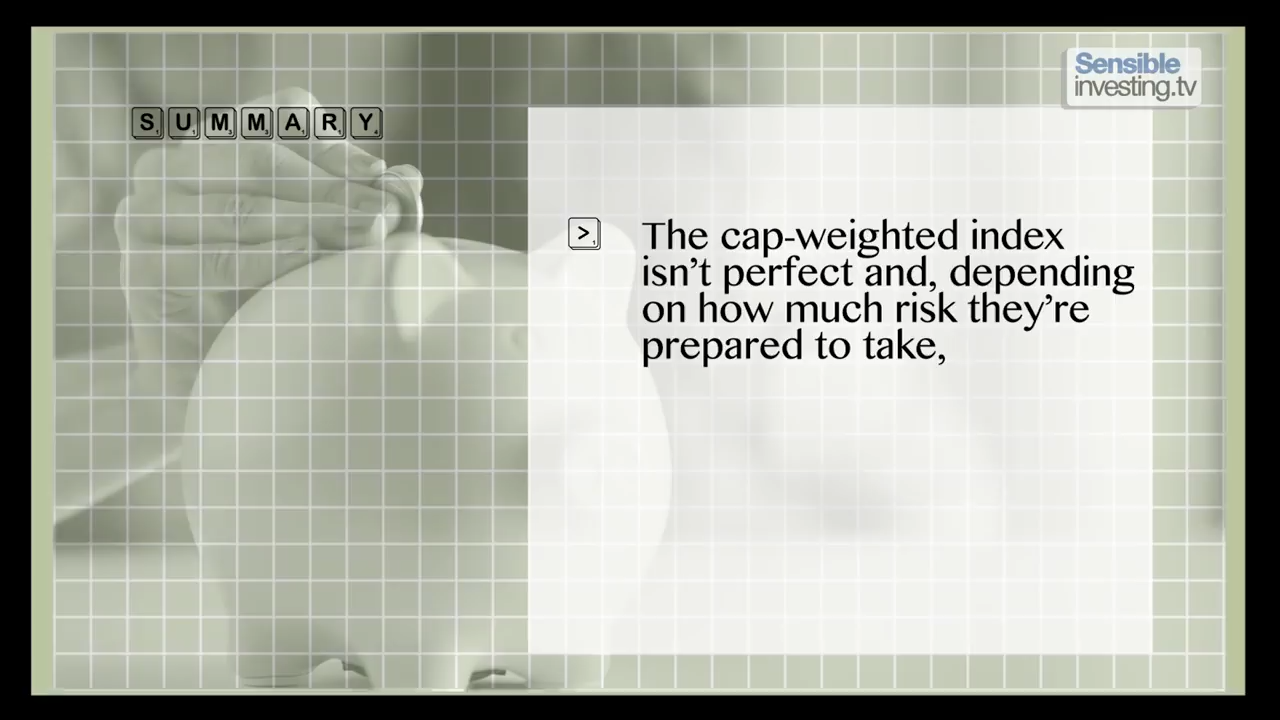 Sensible
investing.tv
SUMMARY
> The cap-weighted index
isn't perfect and, depending
on how much risk they're
prepared to take,